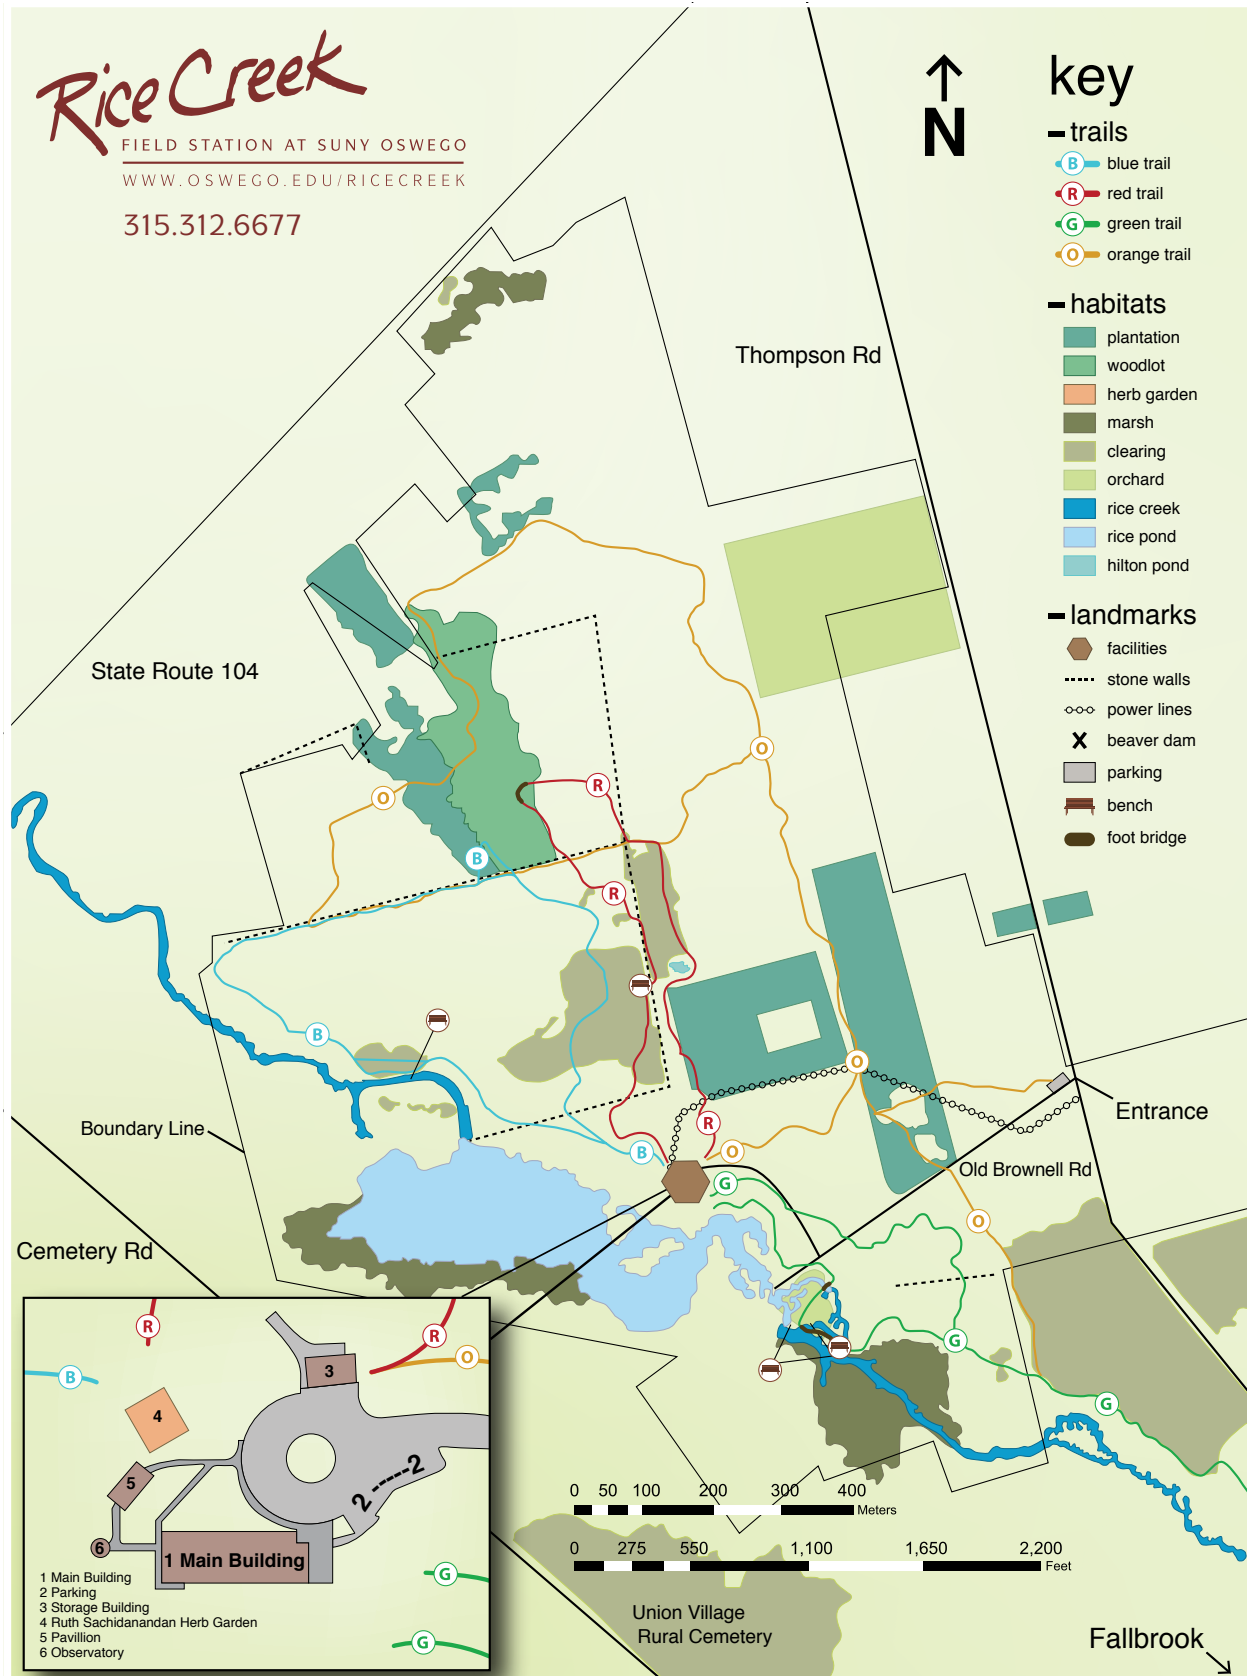 Rice Creek
FIELD STATION AT SUNY OSWEGO
WWW.OSWEGO.EDU/RICECREEK
315.312.6677
N
key
trails
B blue trail
R red trail
G green trail
O orange trail
habitats
plantation
woodlot
herb garden
marsh
clearing
orchard
rice creek
rice pond
hilton pond
landmarks
facilities
stone walls
power lines
beaver dam
parking
bench
foot bridge
Thompson Rd
State Route 104
O
R
O
B
R
B
O
Entrance
Boundary Line
R
B
O
Old Brownell Rd
G
O
Cemetery Rd
G
G
R
R
O
B
3
4
5
2
2
6
1 Main Building
1 Main Building
2 Parking
3 Storage Building
4 Ruth Sachidanandan Herb Garden
5 Pavillion
6 Observatory
G
G
0 50 100 200 300 400
Meters
0 275 550 1,100 1,650 2,200
Feet
Union Village
Rural Cemetery
Fallbrook